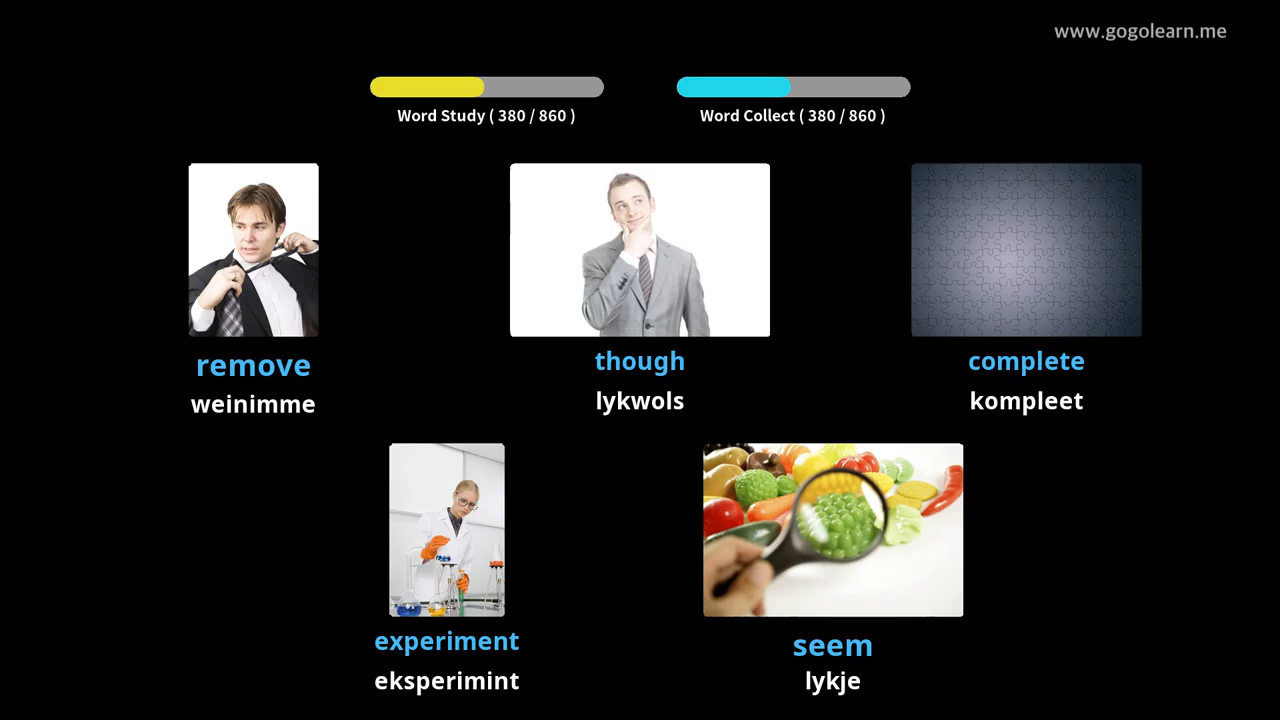 www.gogolearn.me
Word Study ( 380 / 860 )
Word Collect ( 380 / 860 )
remove
weinimme
though
lykwols
complete
kompleet
experiment
eksperimint
seem
lykje